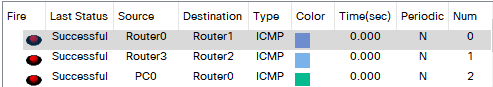 Fire Last Status Source Destination Type Color Time(sec) Periodic Num
Successful Router0 Router1 ICMP 0.000 N 0
Successful Router3 Router2 ICMP 0.000 N 1
Successful PC0 Router0 ICMP 0.000 N 2